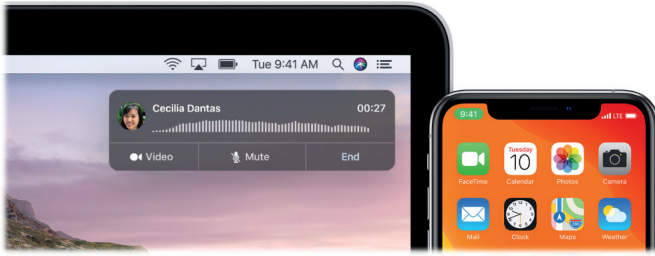 Tue 9:41 AM
Cecilia Dantas 00:27
Video Mute End
9:41 LTE
Tuesday
10
FaceTime Calendar Photos Camera
Mail Clock Maps Weather